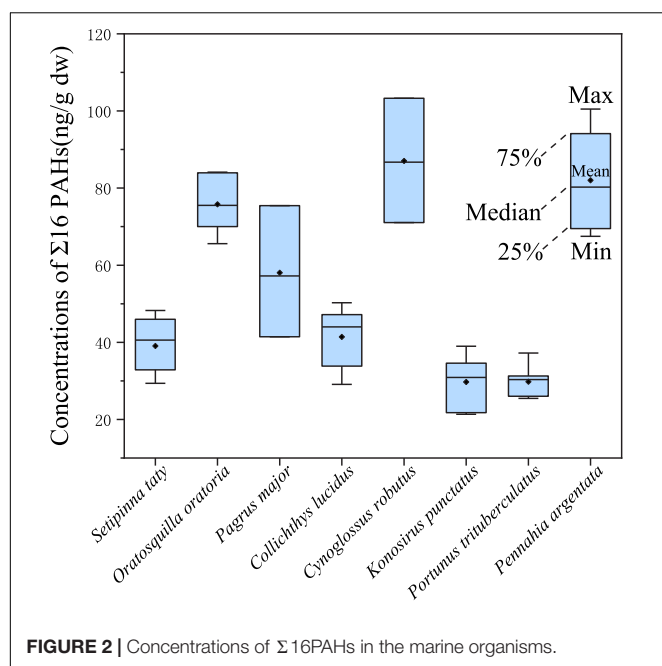 Concentrations of Σ16 PAHs(ng/g dw)
120
100
80
60
40
20
Max
75%
Mean
Median
25%
Min
Setipinna taty
Oratosquilla oratoria
Pagrus major
Collichthys lucidus
Cynoglossus robutus
Konosirus punctatus
Portunus trituberculatus
Pennahia argentata
FIGURE 2 | Concentrations of Σ16PAHs in the marine organisms.